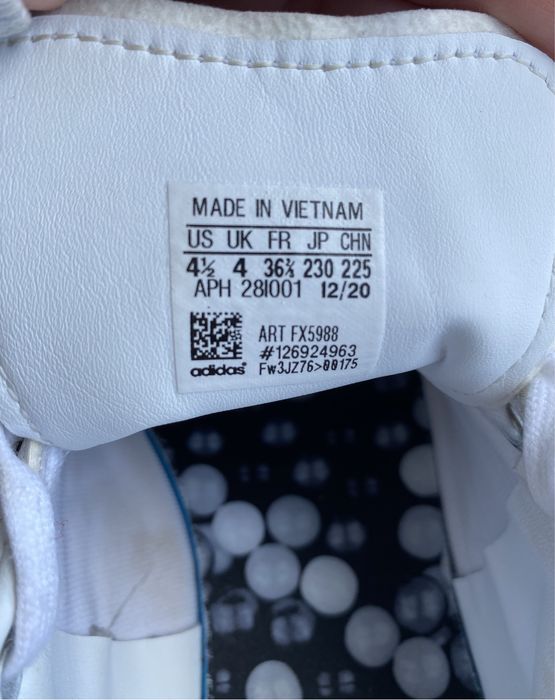 MADE IN VIETNAM
US UK FR JP CHN
4½ 4 36⅔ 230 225
APH 28I001 12/20
ART FX5988
#126924963
adidas® Fw3JZ76>00175